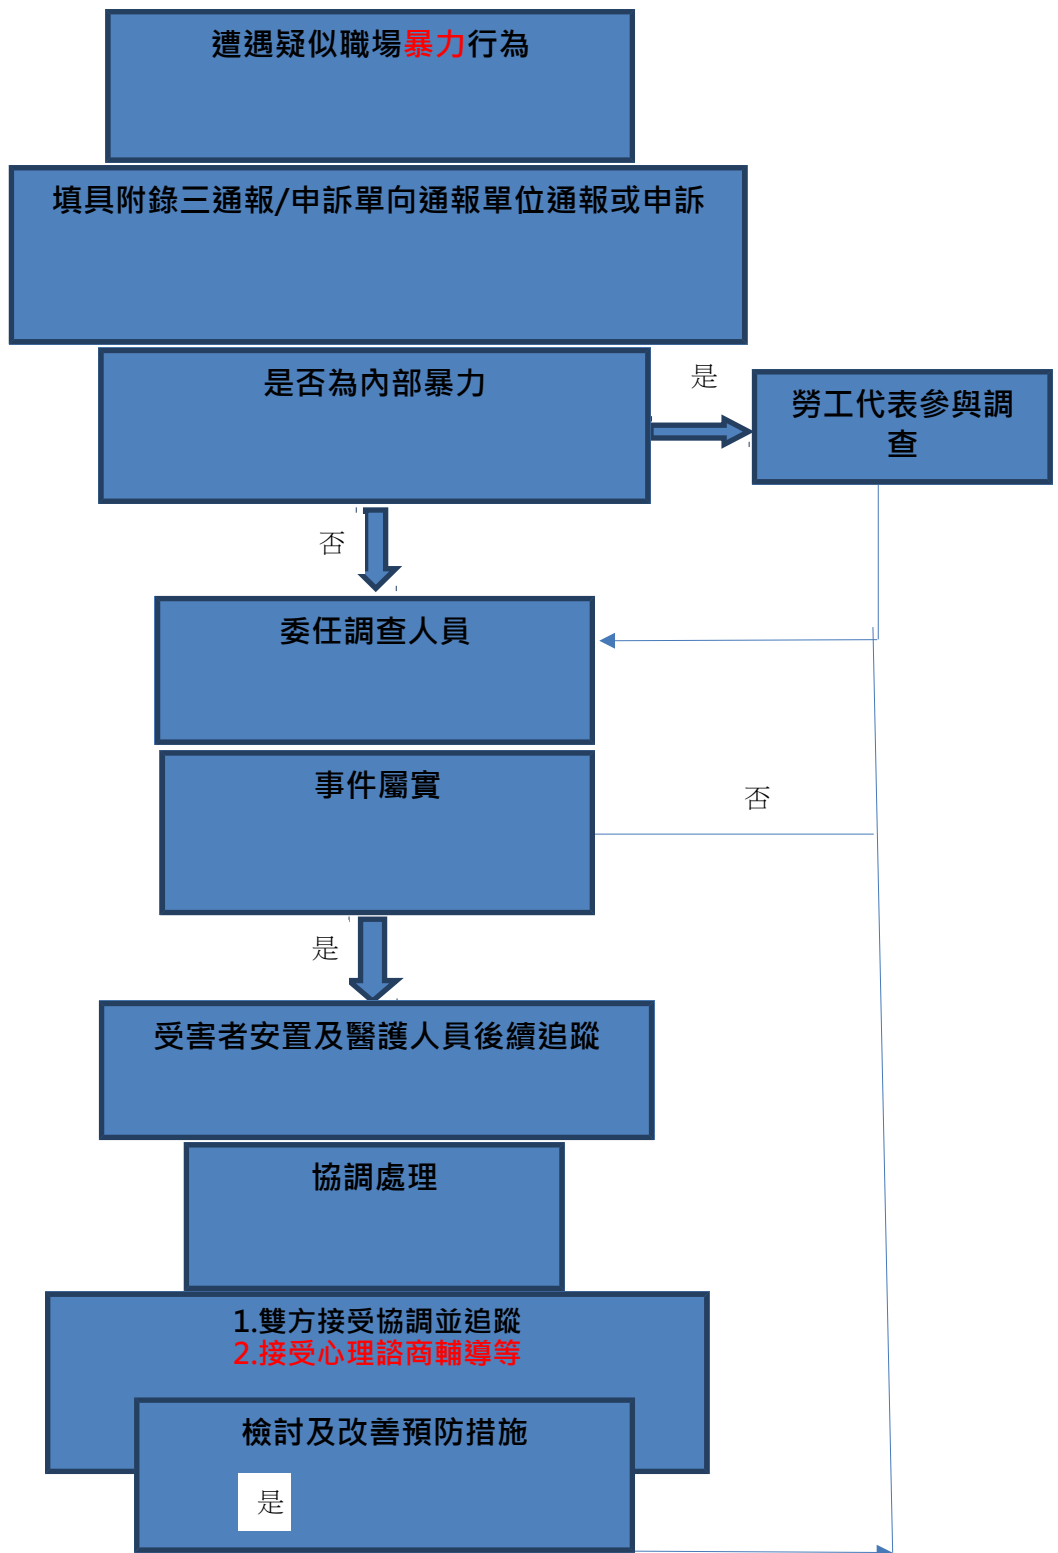 遭遇疑似職場暴力行為
填具附錄三通報/申訴單向通報單位通報或申訴
是否為內部暴力
是
勞工代表參與調
查
否
委任調查人員
事件屬實
否
是
受害者安置及醫護人員後續追蹤
協調處理
1.雙方接受協調並追蹤
2.接受心理諮商輔導等
檢討及改善預防措施
是